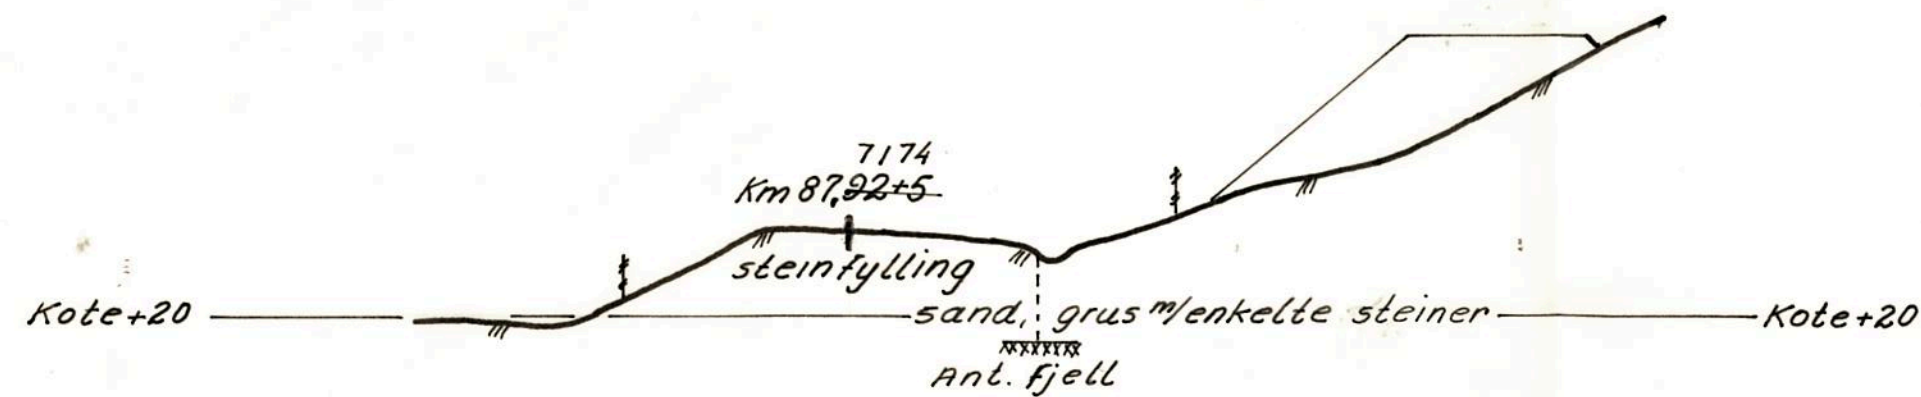 7174
Km 87,92+5
steinfylling
Kote+20 sand, grus m/enkelte steiner Kote+20
Ant. fjell